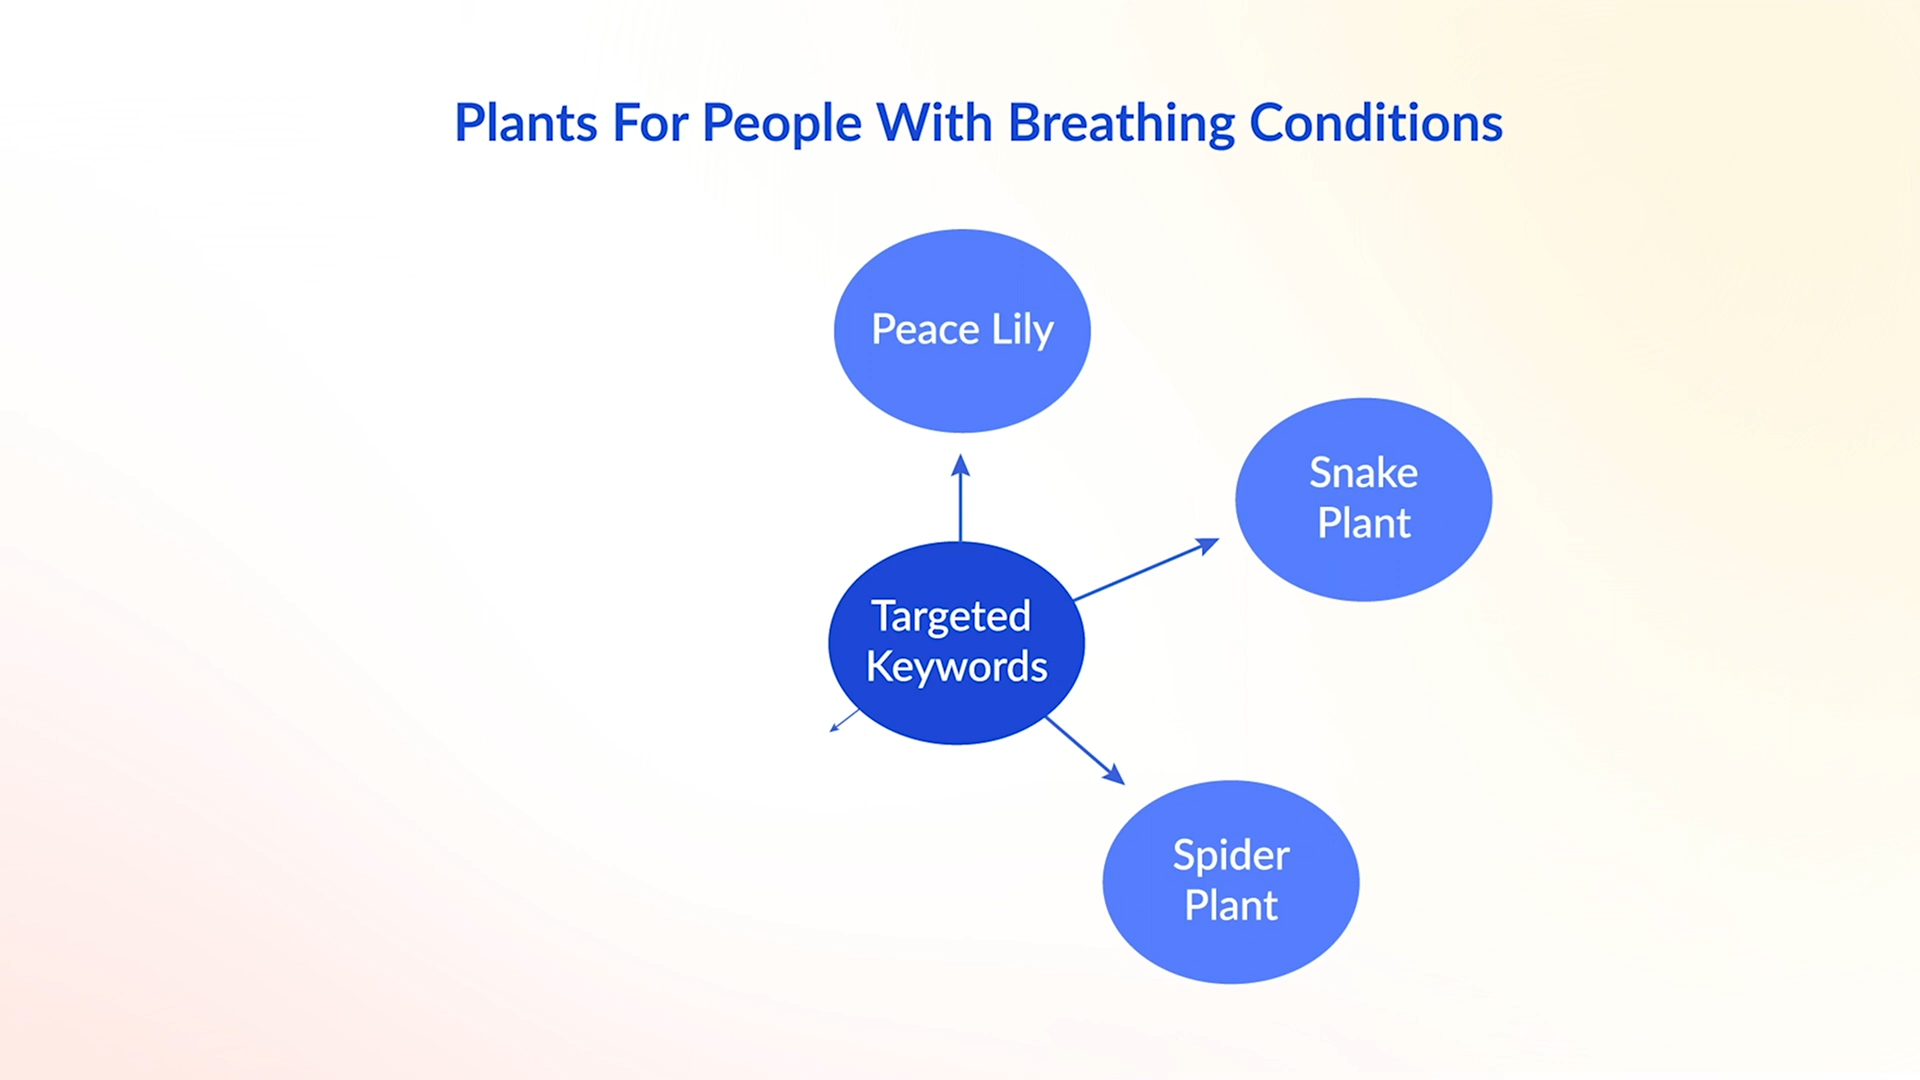 Plants For People With Breathing Conditions
Peace Lily
Snake
Plant
Targeted
Keywords
Spider
Plant